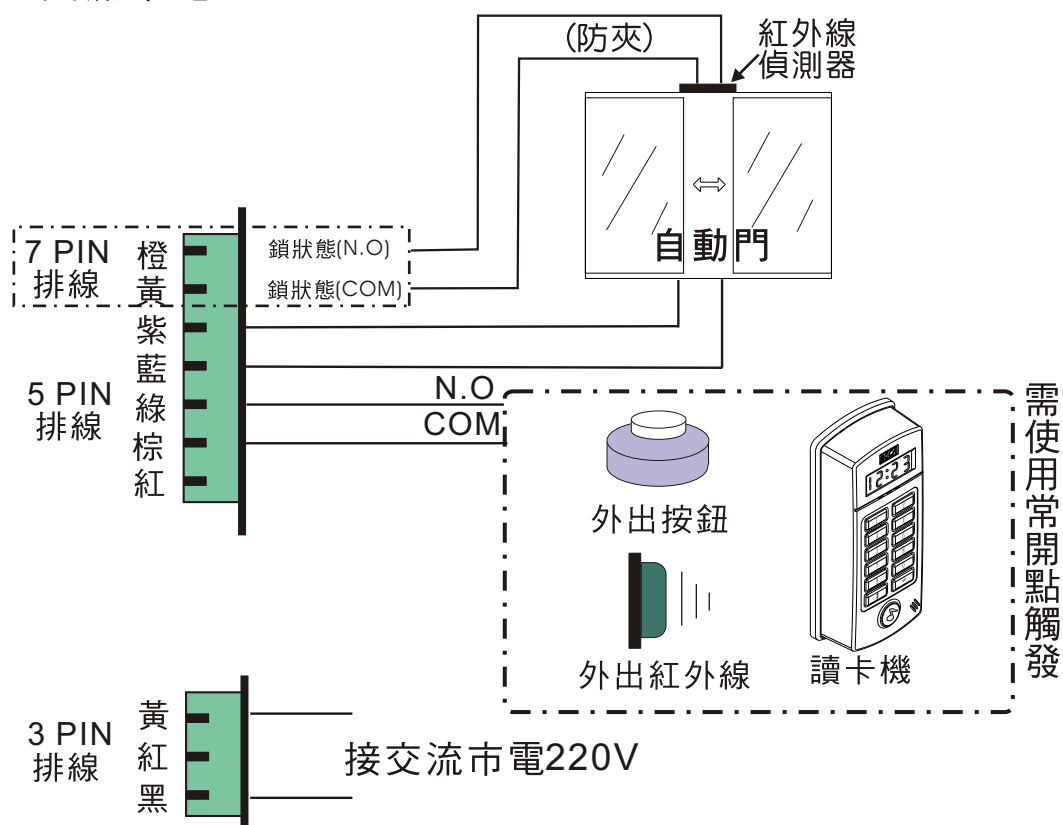 (防夾)
紅外線
偵測器
自動門
7 PIN
排線
橙
鎖狀態(N.O)
黃
鎖狀態(COM)
紫
藍
5 PIN
排線
綠
棕
紅
N.O
COM
12:23
外出按鈕
外出紅外線
讀卡機
需使用常開點觸發
3 PIN
排線
黃
紅
黑
接交流市電220V